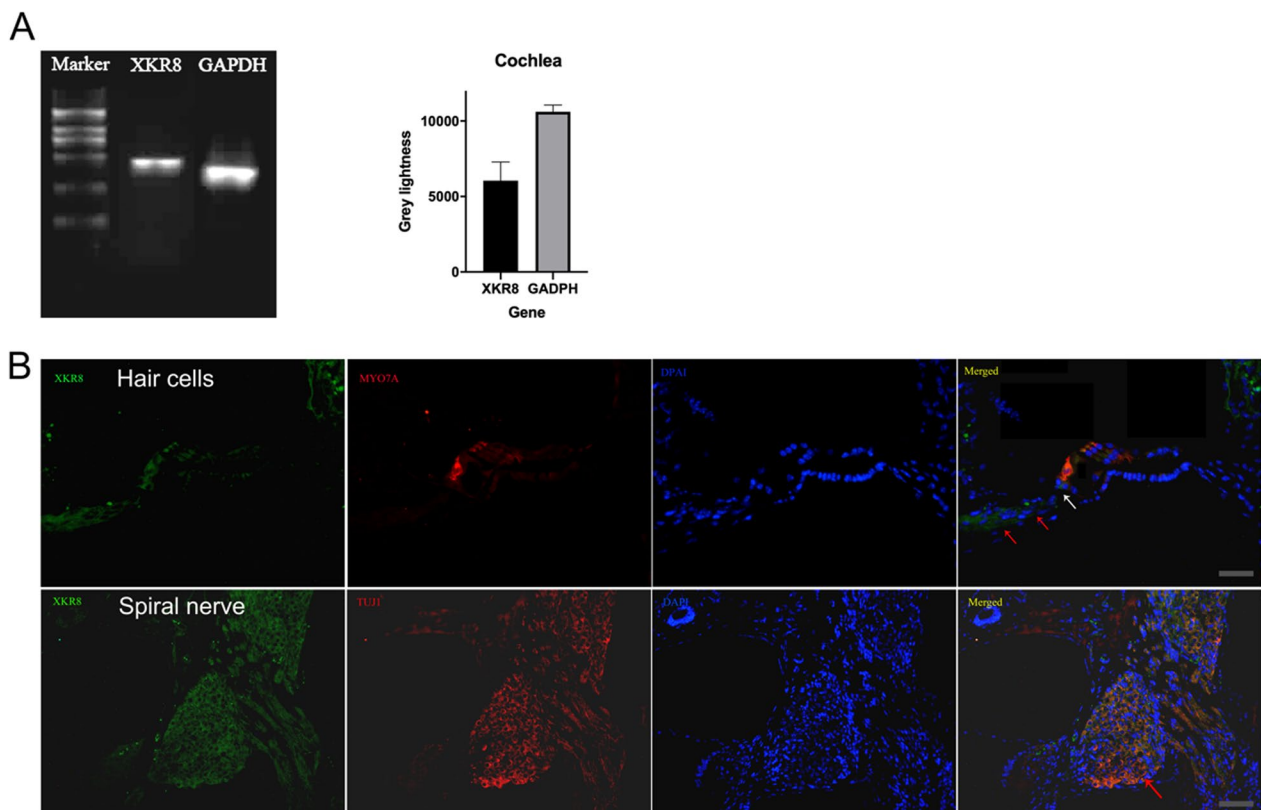 A
Marker XKR8 GAPDH
Cochlea
Grey lightness
10000
5000
0
XKR8 GADPH
Gene
B
XKR8 Hair cells
MYO7A
DPAI
Merged
XKR8 Spiral nerve
TUJ1
DAPI
Merged